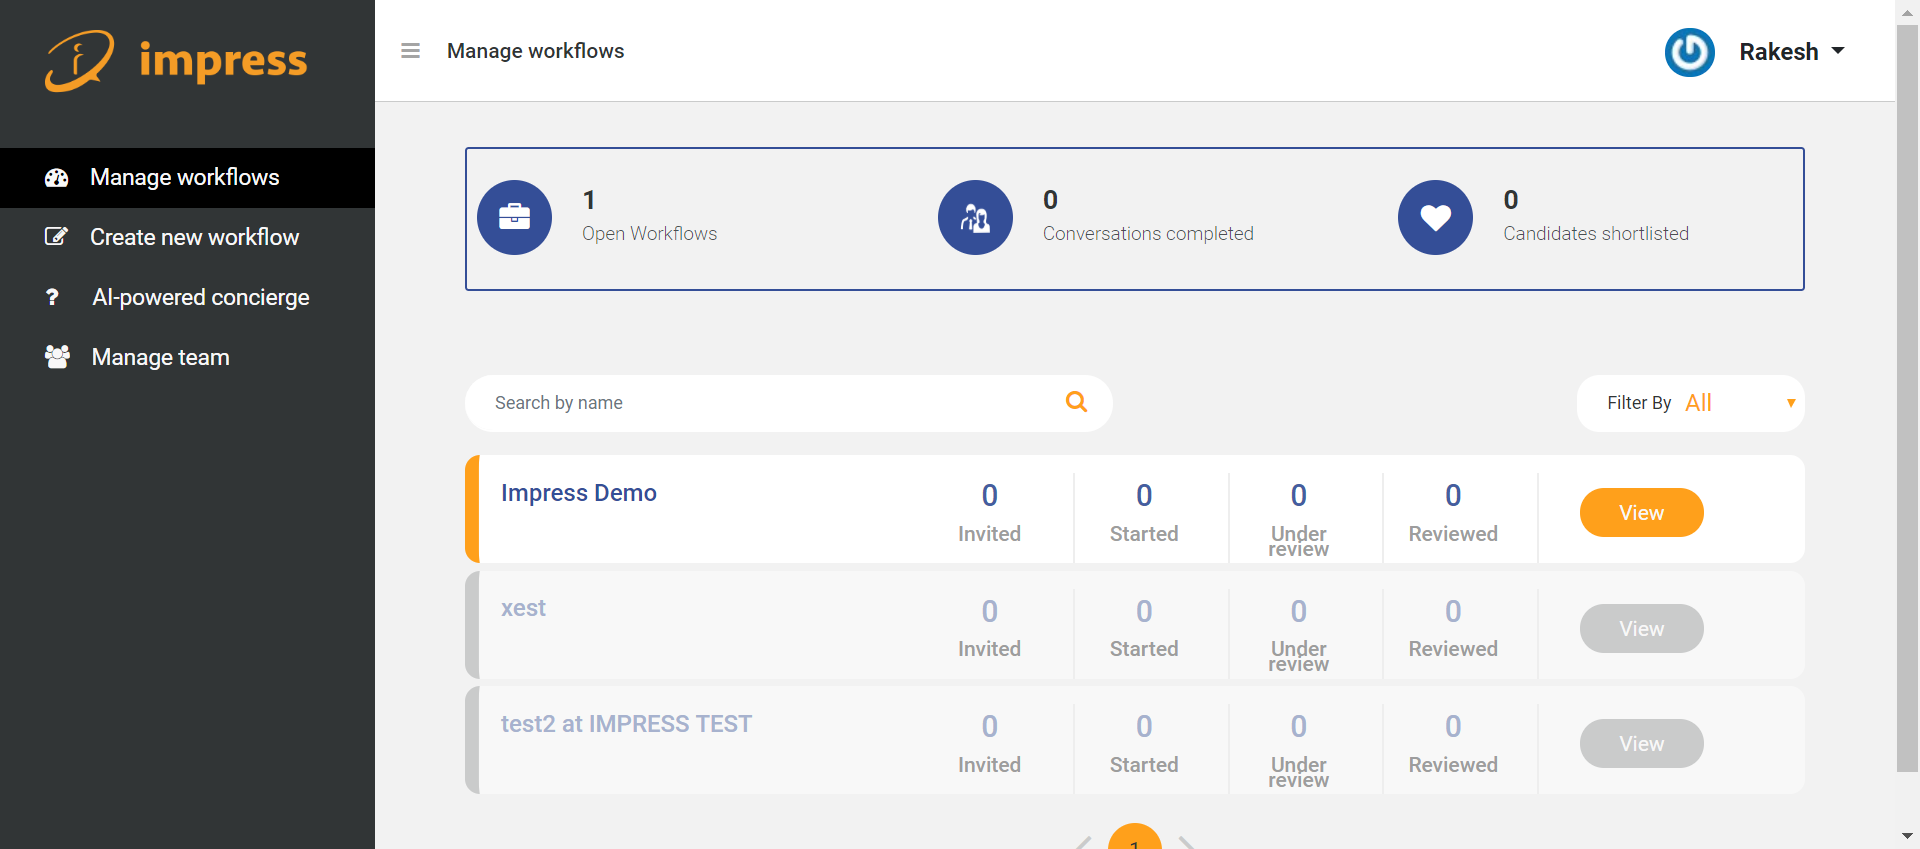 impress
Manage workflows
Rakesh
Manage workflows
Create new workflow
AI-powered concierge
Manage team
1
Open Workflows
0
Conversations completed
0
Candidates shortlisted
Search by name
Filter By All
Impress Demo
0
Invited
0
Started
0
Under
review
0
Reviewed
View
xest
0
Invited
0
Started
0
Under
review
0
Reviewed
View
test2 at IMPRESS TEST
0
Invited
0
Started
0
Under
review
0
Reviewed
View
1